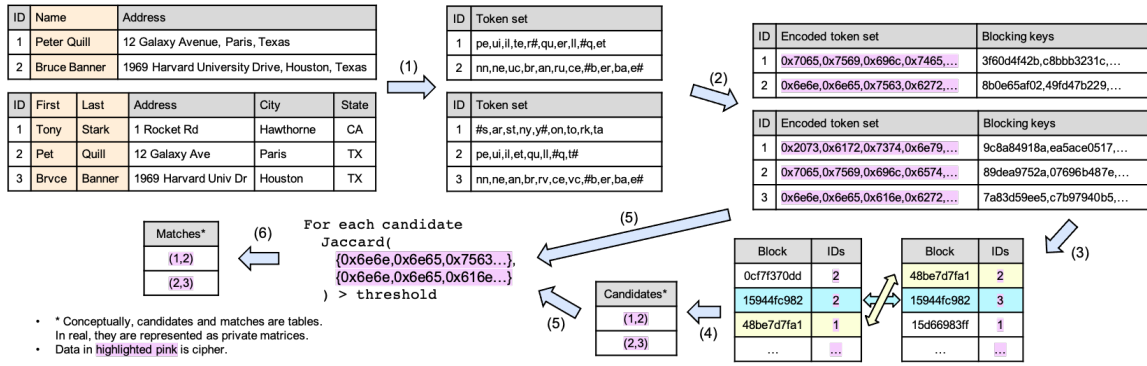 ID Name Address
1 Peter Quill 12 Galaxy Avenue, Paris, Texas
2 Bruce Banner 1969 Harvard University Drive, Houston, Texas
ID First Last Address City State
1 Tony Stark 1 Rocket Rd Hawthorne CA
2 Pet Quill 12 Galaxy Ave Paris TX
3 Brvce Banner 1969 Harvard Univ Dr Houston TX
(1)
ID Token set
1 pe,ui,il,te,r#,qu,er,ll,#q,et
2 nn,ne,uc,br,an,ru,ce,#b,er,ba,e#
ID Token set
1 #s,ar,st,ny,y#,on,to,rk,ta
2 pe,ui,il,et,qu,ll,#q,t#
3 nn,ne,an,br,rv,ce,vc,#b,er,ba,e#
(2)
ID Encoded token set Blocking keys
1 0x7065,0x7569,0x696c,0x7465,… 3f60d4f42b,c8bbb3231c,…
2 0x6e6e,0x6e65,0x7563,0x6272,… 8b0e65af02,49fd47b229,…
ID Encoded token set Blocking keys
1 0x2073,0x6172,0x7374,0x6e79,… 9c8a84918a,ea5ace0517,…
2 0x7065,0x7569,0x696c,0x6574,… 89dea9752a,07696b487e,…
3 0x6e6e,0x6e65,0x616e,0x6272,… 7a83d59ee5,c7b97940b5,…
(3)
Block IDs
0cf7f370dd 2
15944fc982 2
48be7d7fa1 1
… …
Block IDs
48be7d7fa1 2
15944fc982 3
15d66983ff 1
… …
(4)
Candidates*
(1,2)
(2,3)
(5)
(5)
For each candidate
Jaccard(
{0x6e6e,0x6e65,0x7563…},
{0x6e6e,0x6e65,0x616e…}
) > threshold
(6)
Matches*
(1,2)
(2,3)
• * Conceptually, candidates and matches are tables.
In real, they are represented as private matrices.
• Data in highlighted pink is cipher.